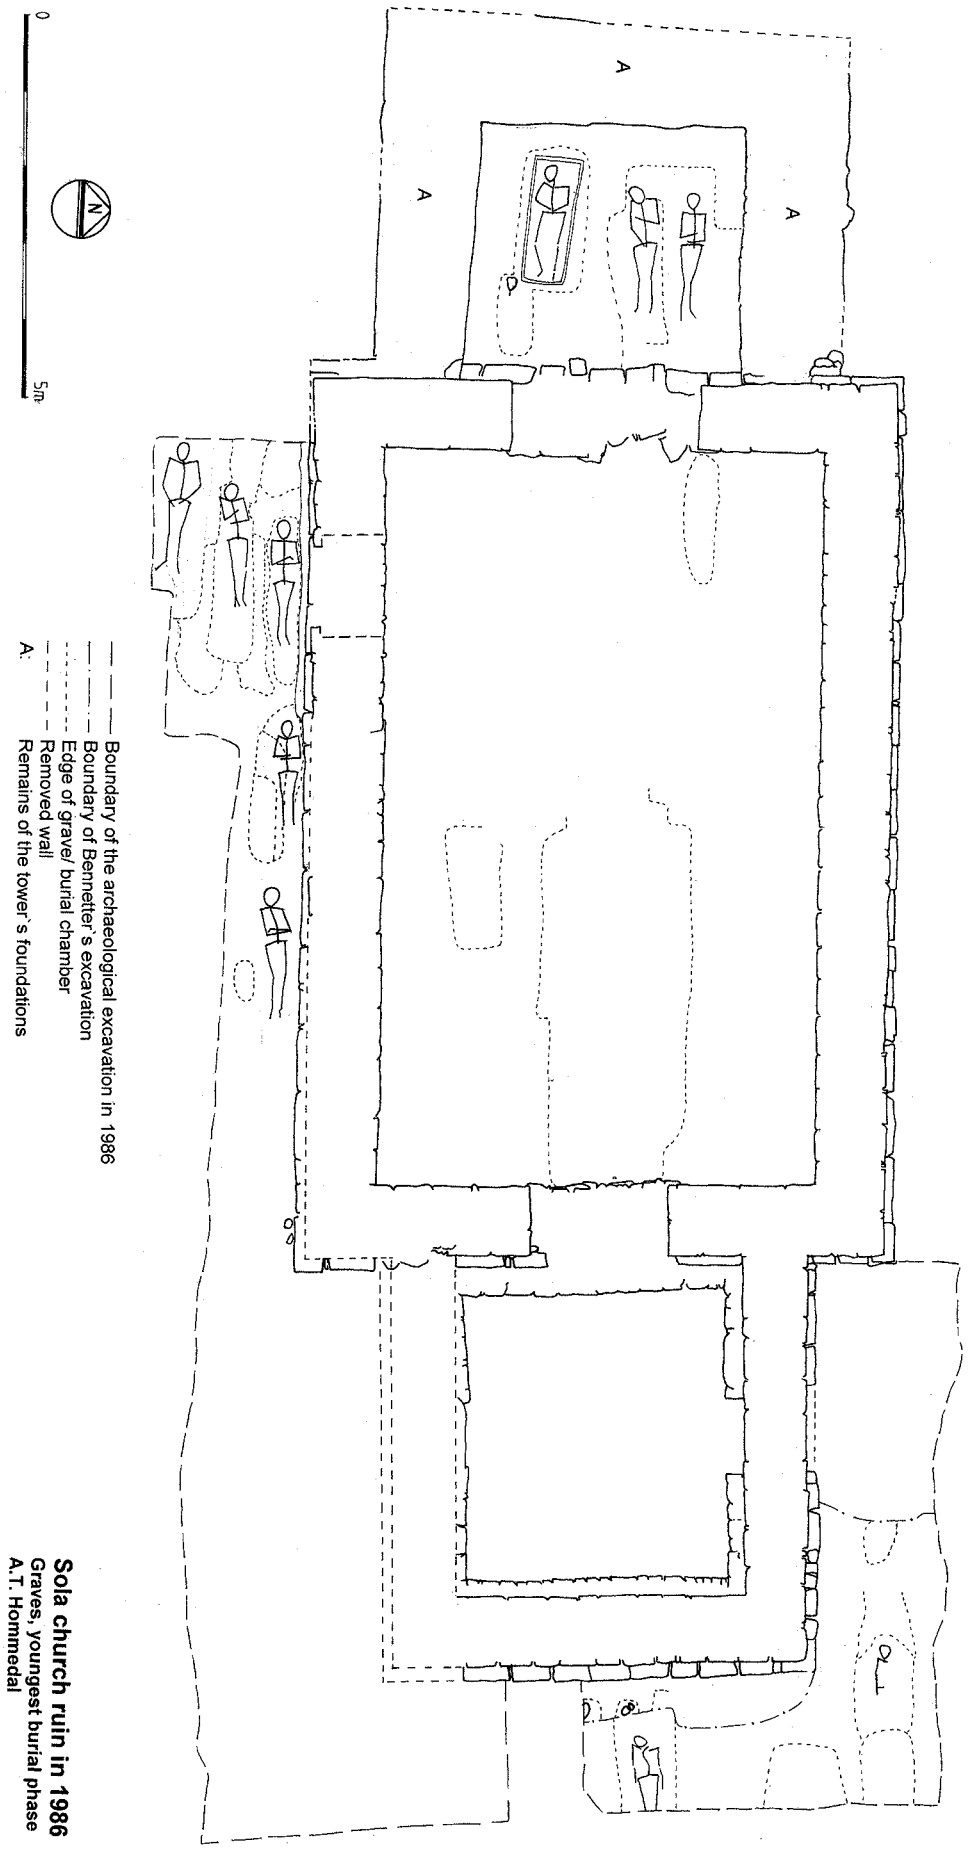 A
A
A
N
0
5m
— — — Boundary of the archaeological excavation in 1986
—·—·— Boundary of Bennetter`s excavation
------- Edge of grave/ burial chamber
– – – – Removed wall
A: Remains of the tower`s foundations
Sola church ruin in 1986
Graves, youngest burial phase
A.T. Hommedal